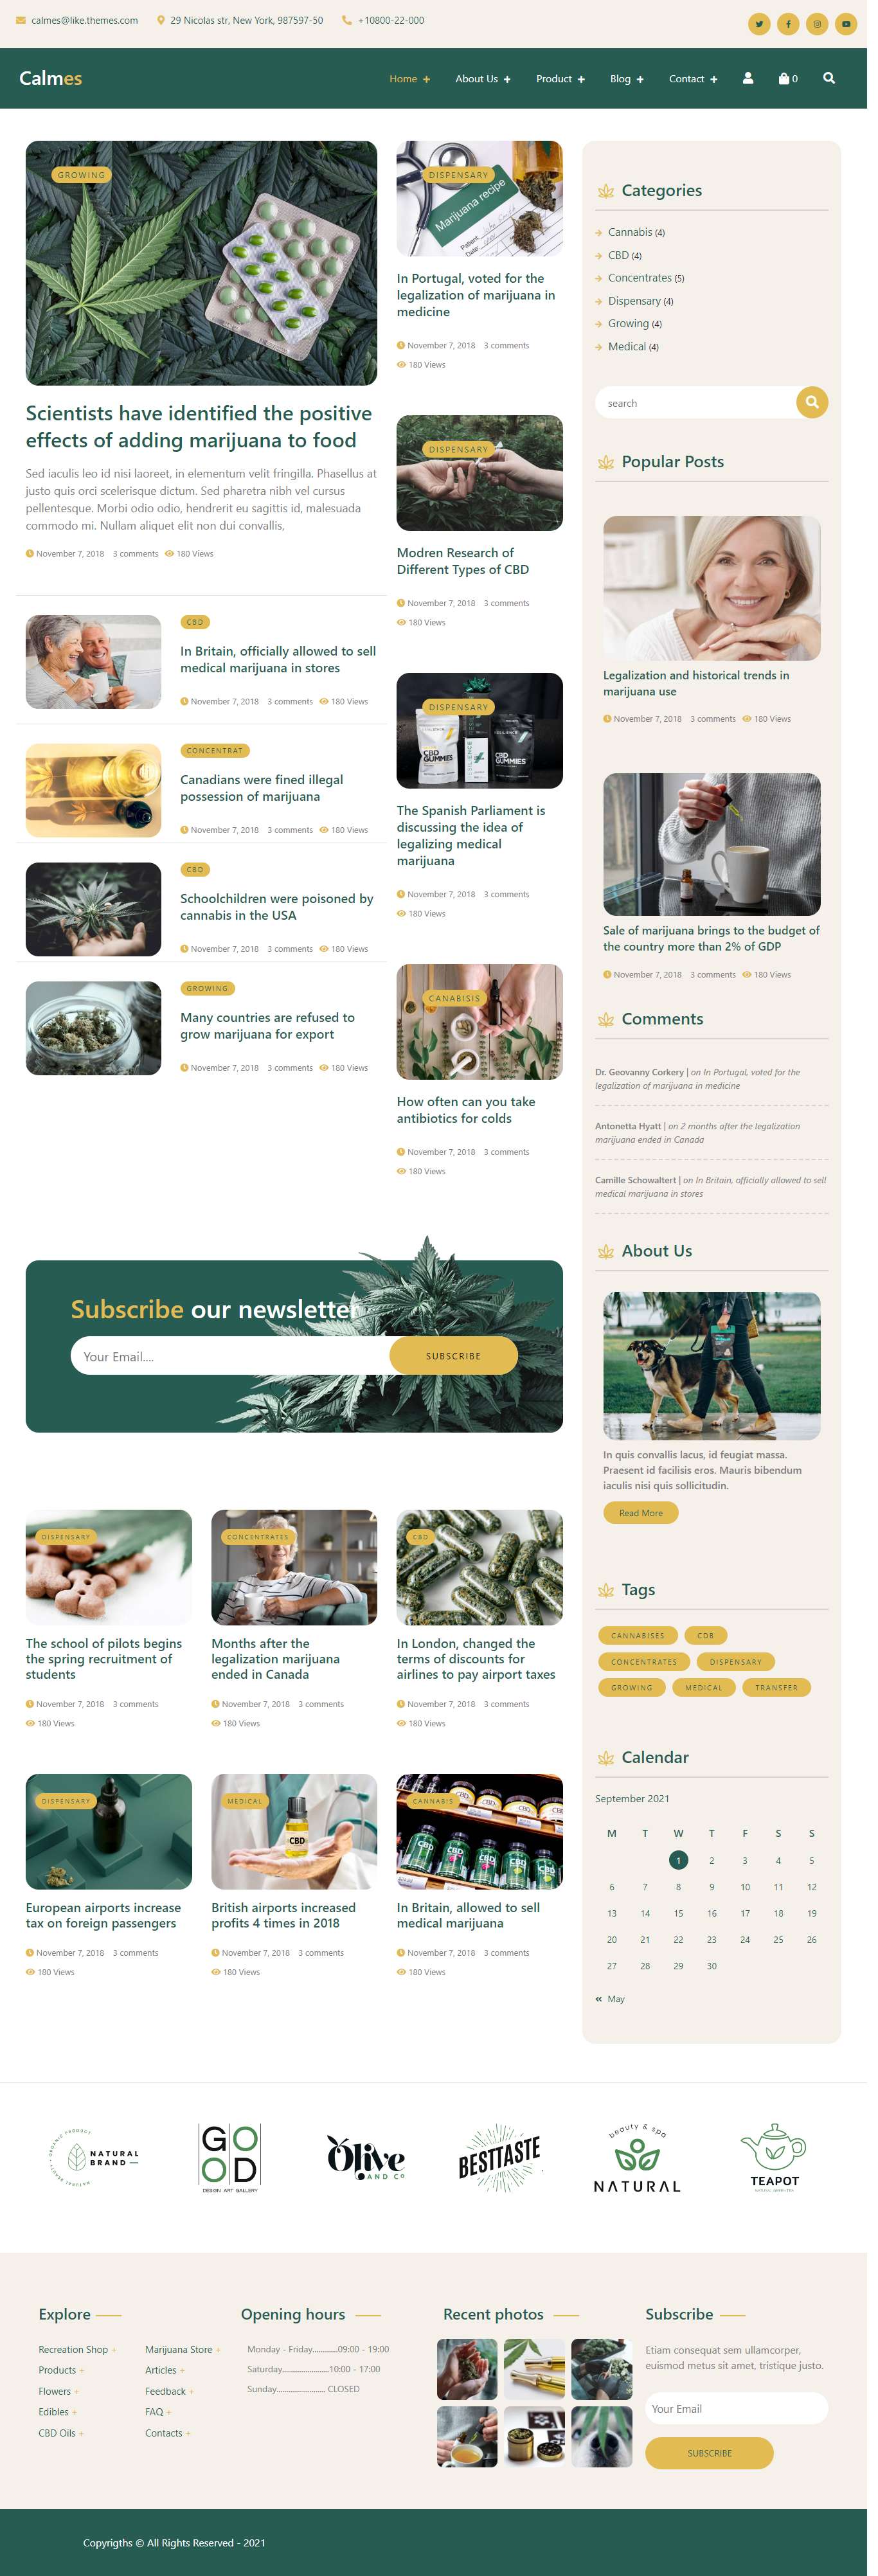 calmes@like.themes.com 29 Nicolas str, New York, 987597-50 +10800-22-000
Calmes
Home About Us Product Blog Contact 0
GROWING
Scientists have identified the positive
effects of adding marijuana to food
Sed iaculis leo id nisi laoreet, in elementum velit fringilla. Phasellus at
justo quis orci scelerisque dictum. Sed pharetra nibh vel cursus
pellentesque. Morbi odio odio, hendrerit eu sagittis id, malesuada
commodo mi. Nullam aliquet elit non dui convallis,
November 7, 2018 3 comments 180 Views
CBD
In Britain, officially allowed to sell
medical marijuana in stores
November 7, 2018 3 comments 180 Views
CONCENTRAT
Canadians were fined illegal
possession of marijuana
November 7, 2018 3 comments 180 Views
CBD
Schoolchildren were poisoned by
cannabis in the USA
November 7, 2018 3 comments 180 Views
GROWING
Many countries are refused to
grow marijuana for export
November 7, 2018 3 comments 180 Views
DISPENSARY
Marijuana recipe
Patient:
Date:
In Portugal, voted for the
legalization of marijuana in
medicine
November 7, 2018 3 comments
180 Views
DISPENSARY
Modren Research of
Different Types of CBD
November 7, 2018 3 comments
180 Views
DISPENSARY
CBD
GUMMIES
CBD
GUMMIES
The Spanish Parliament is
discussing the idea of
legalizing medical
marijuana
November 7, 2018 3 comments
180 Views
CANABISIS
How often can you take
antibiotics for colds
November 7, 2018 3 comments
180 Views
Categories
Cannabis (4)
CBD (4)
Concentrates (5)
Dispensary (4)
Growing (4)
Medical (4)
search
Popular Posts
Legalization and historical trends in
marijuana use
November 7, 2018 3 comments 180 Views
Sale of marijuana brings to the budget of
the country more than 2% of GDP
November 7, 2018 3 comments 180 Views
Comments
Dr. Geovanny Corkery | on In Portugal, voted for the
legalization of marijuana in medicine
Antonetta Hyatt | on 2 months after the legalization
marijuana ended in Canada
Camille Schowaltert | on In Britain, officially allowed to sell
medical marijuana in stores
About Us
In quis convallis lacus, id feugiat massa.
Praesent id facilisis eros. Mauris bibendum
iaculis nisi quis sollicitudin.
Read More
Tags
CANNABISES CDB
CONCENTRATES DISPENSARY
GROWING MEDICAL TRANSFER
Calendar
September 2021
M T W T F S S
1 2 3 4 5
6 7 8 9 10 11 12
13 14 15 16 17 18 19
20 21 22 23 24 25 26
27 28 29 30
« May
Subscribe our newsletter
Your Email.... SUBSCRIBE
DISPENSARY
The school of pilots begins
the spring recruitment of
students
November 7, 2018 3 comments
180 Views
CONCENTRATES
Months after the
legalization marijuana
ended in Canada
November 7, 2018 3 comments
180 Views
CBD
In London, changed the
terms of discounts for
airlines to pay airport taxes
November 7, 2018 3 comments
180 Views
DISPENSARY
European airports increase
tax on foreign passengers
November 7, 2018 3 comments
180 Views
MEDICAL
CBD
British airports increased
profits 4 times in 2018
November 7, 2018 3 comments
180 Views
CANNABIS
CBD CBD CBD CBD
In Britain, allowed to sell
medical marijuana
November 7, 2018 3 comments
180 Views
ORGANIC PRODUCT
NATURAL
BRAND
GOOD
DESIGN ART GALLERY
Olive
AND CO
BESTTASTE
beauty & spa
NATURAL
TEAPOT
Explore
Recreation Shop +
Products +
Flowers +
Edibles +
CBD Oils +
Marijuana Store +
Articles +
Feedback +
FAQ +
Contacts +
Opening hours
Monday - Friday............09:00 - 19:00
Saturday......................10:00 - 17:00
Sunday....................... CLOSED
Recent photos
Subscribe
Etiam consequat sem ullamcorper,
euismod metus sit amet, tristique justo.
Your Email
SUBSCRIBE
Copyrigths © All Rights Reserved - 2021